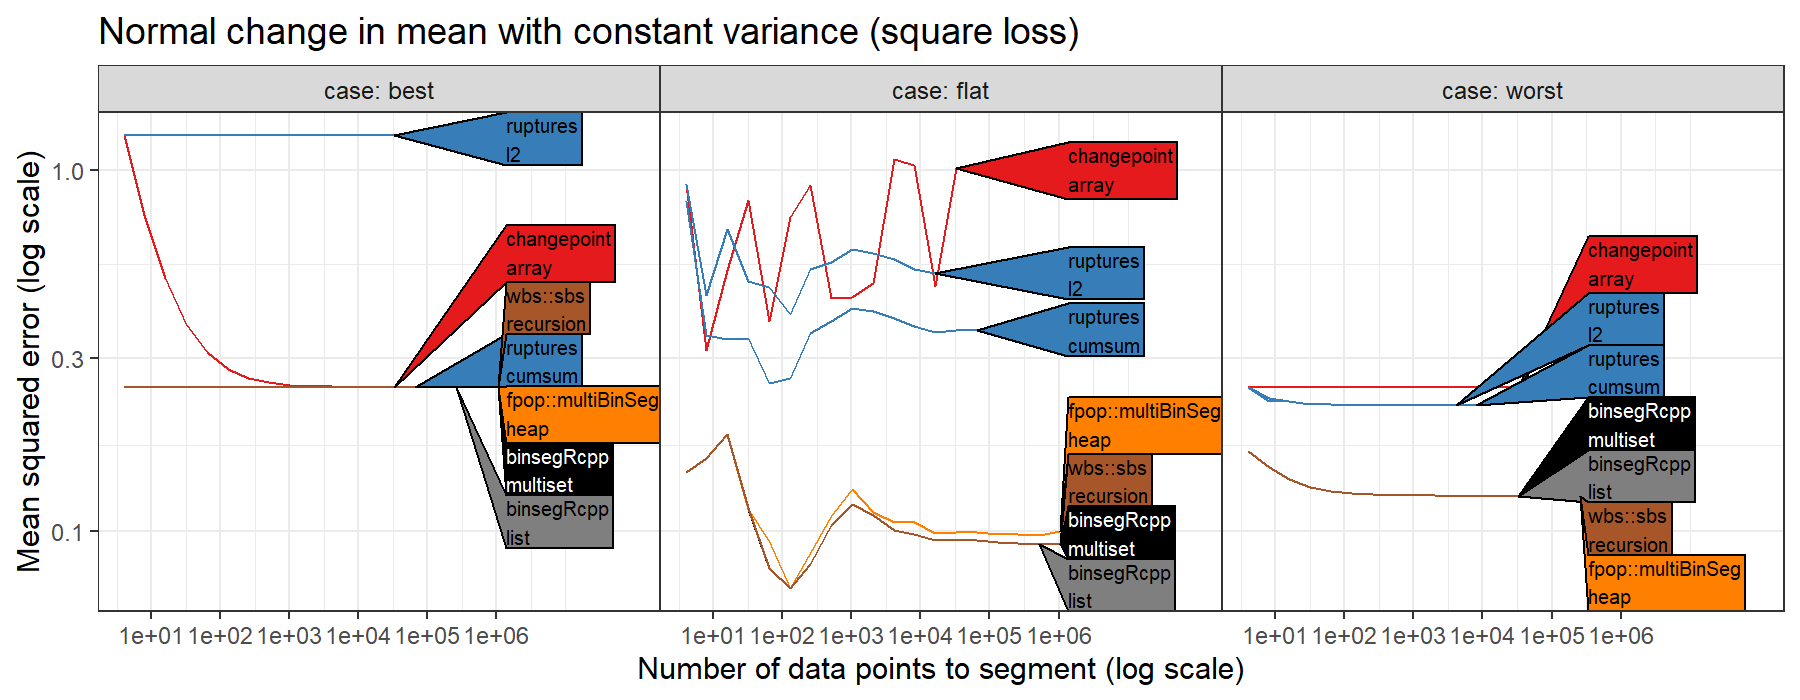 Normal change in mean with constant variance (square loss)
case: best
case: flat
case: worst
Mean squared error (log scale)
1.0
0.3
0.1
ruptures
l2
changepoint
array
wbs::sbs
recursion
ruptures
cumsum
fpop::multiBinSeg
heap
binsegRcpp
multiset
binsegRcpp
list
changepoint
array
ruptures
l2
ruptures
cumsum
fpop::multiBinSeg
heap
wbs::sbs
recursion
binsegRcpp
multiset
binsegRcpp
list
changepoint
array
ruptures
l2
ruptures
cumsum
binsegRcpp
multiset
binsegRcpp
list
wbs::sbs
recursion
fpop::multiBinSeg
heap
1e+01 1e+02 1e+03 1e+04 1e+05 1e+06
1e+01 1e+02 1e+03 1e+04 1e+05 1e+06
1e+01 1e+02 1e+03 1e+04 1e+05 1e+06
Number of data points to segment (log scale)